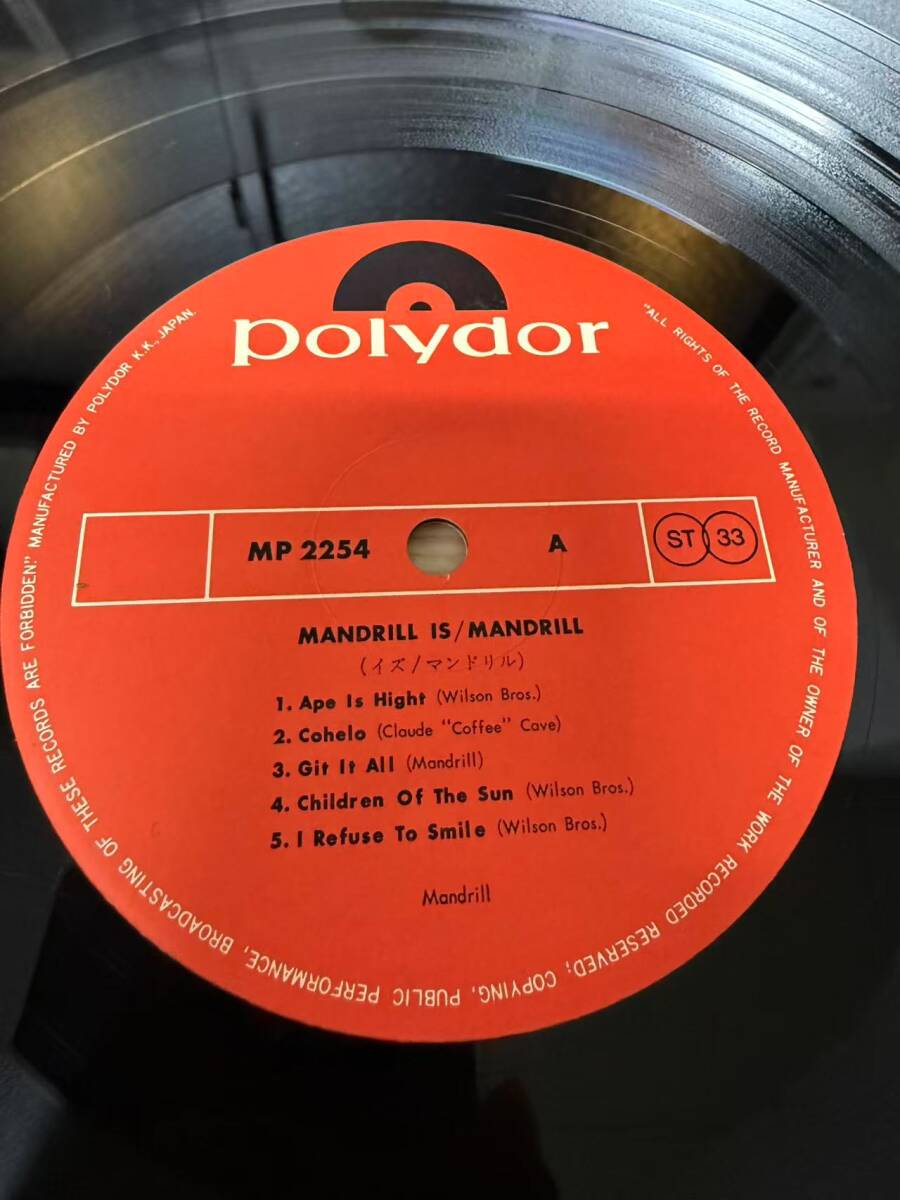 polydor
MP 2254
A
ST 33
MANDRILL IS/MANDRILL
(イズ/マンドリル)
1. Ape Is Hight (Wilson Bros.)
2. Cohelo (Claude "Coffee" Cave)
3. Git It All (Mandrill)
4. Children Of The Sun (Wilson Bros.)
5. I Refuse To Smile (Wilson Bros.)
Mandrill
"ALL RIGHTS OF THE RECORD MANUFACTURER AND OF THE OWNER OF THE WORK RECORDED RESERVED; COPYING, PUBLIC PERFORMANCE, BROADCASTING OF THESE RECORDS ARE FORBIDDEN." MANUFACTURED BY POLYDOR K.K., JAPAN.